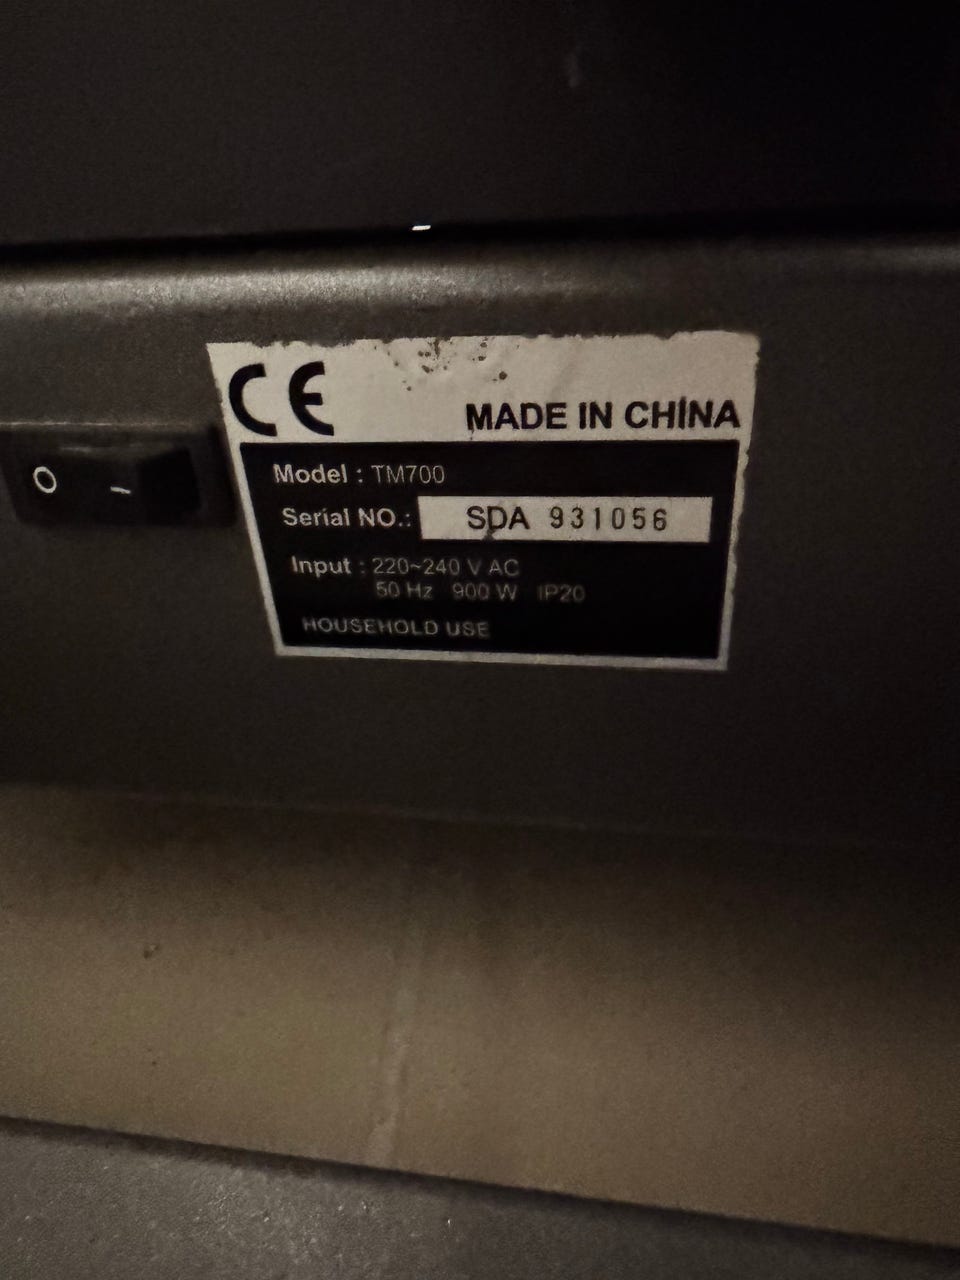 CE
MADE IN CHINA
Model : TM700
Serial NO.: SDA 931056
Input : 220~240 V AC
50 Hz 900 W IP20
HOUSEHOLD USE
O –